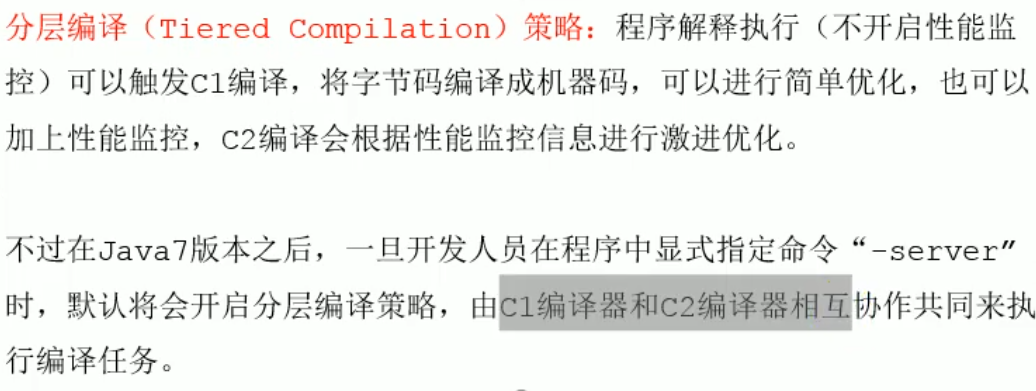 分层编译（Tiered Compilation）策略：程序解释执行（不开启性能监
控）可以触发C1编译，将字节码编译成机器码，可以进行简单优化，也可以
加上性能监控，C2编译会根据性能监控信息进行激进优化。
不过在Java7版本之后，一旦开发人员在程序中显式指定命令“-server”
时，默认将会开启分层编译策略，由C1编译器和C2编译器相互协作共同来执
行编译任务。